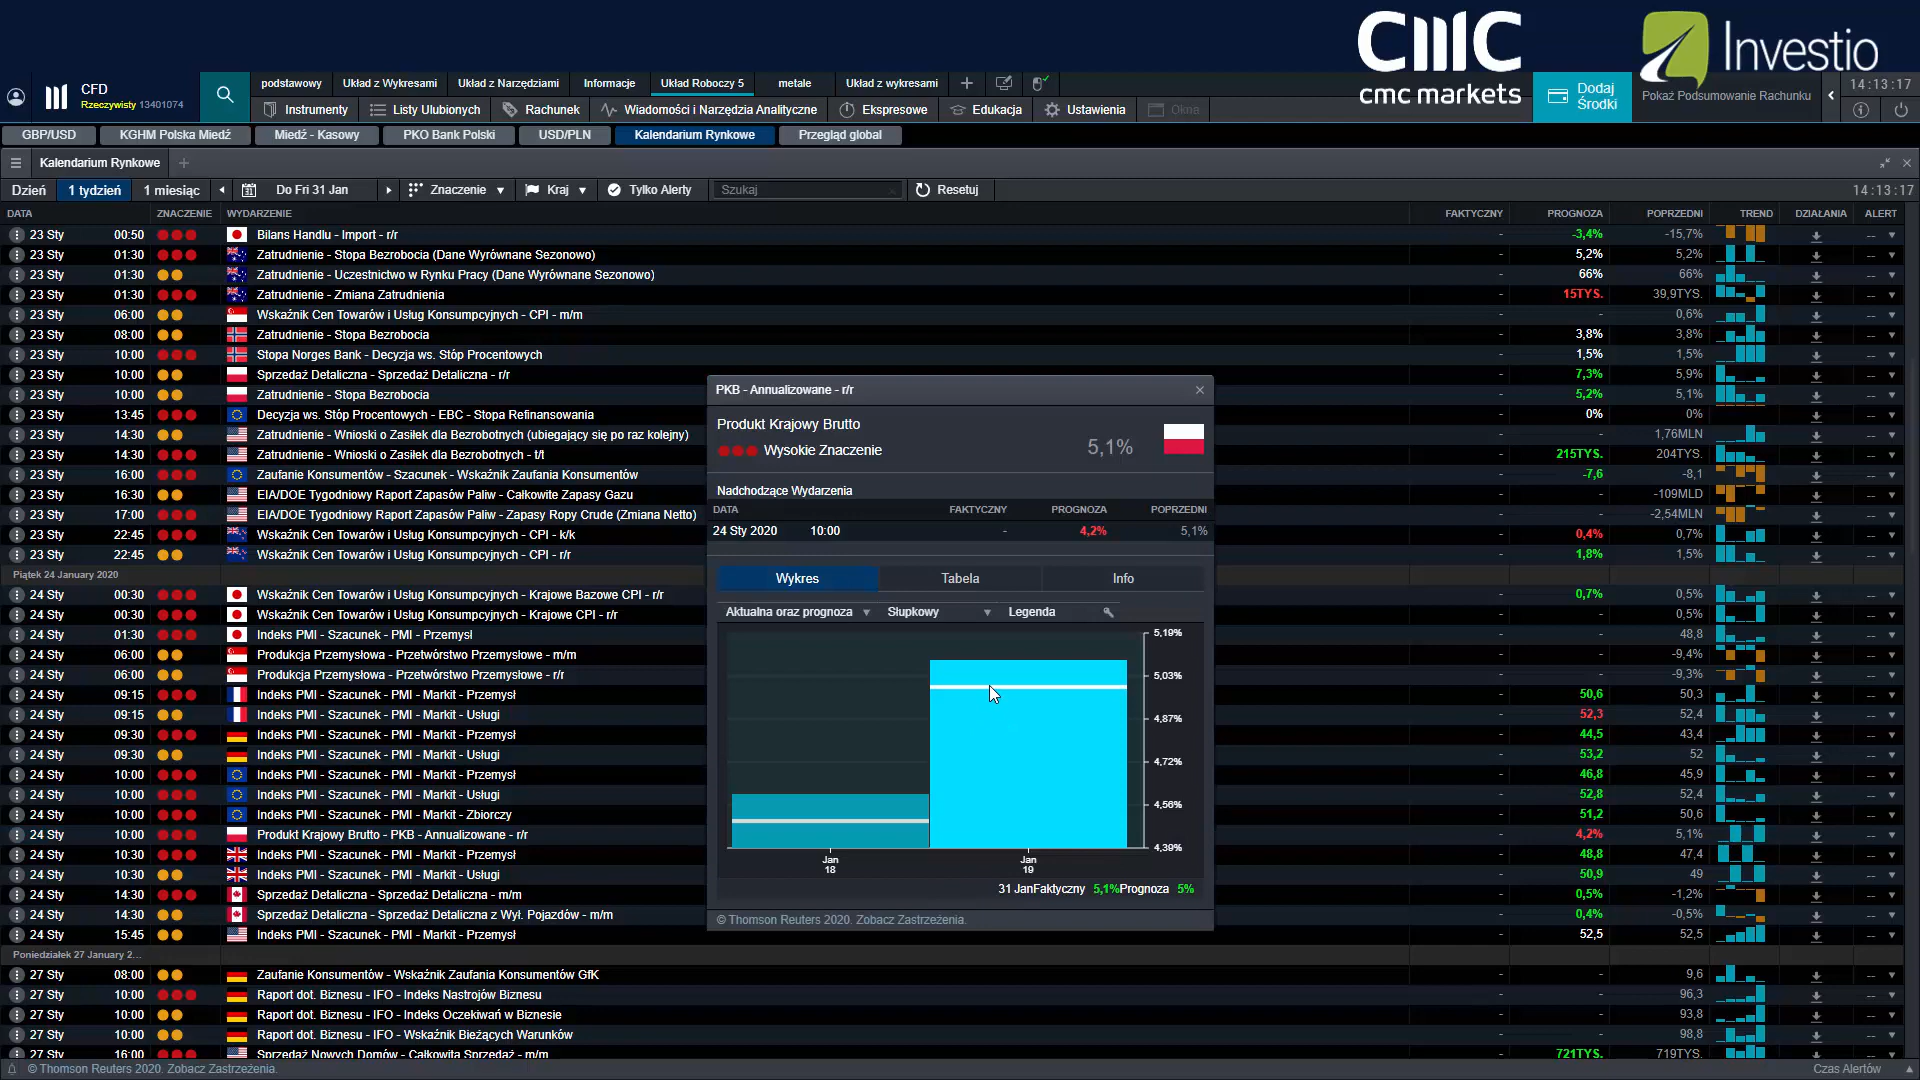 CMC
cmc markets
Investio
CFD
Rzeczywisty 13401074
podstawowy Układ z Wykresami Układ z Narzędziami Informacje Układ Roboczy 5 metale Układ z wykresami
Instrumenty Listy Ulubionych Rachunek Wiadomości i Narzędzia Analityczne Ekspresowe Edukacja Ustawienia Okna
Dodaj Środki
Pokaż Podsumowanie Rachunku
14:13:17
GBP/USD KGHM Polska Miedź Miedź - Kasowy PKO Bank Polski USD/PLN Kalendarium Rynkowe Przegląd global
Kalendarium Rynkowe
Dzień 1 tydzień 1 miesiąc Do Fri 31 Jan Znaczenie Kraj Tylko Alerty Szukaj Resetuj 14:13:17
DATA ZNACZENIE WYDARZENIE FAKTYCZNY PROGNOZA POPRZEDNI TREND DZIAŁANIA ALERT
23 Sty 00:50 Bilans Handlu - Import - r/r - -3,4% -15,7% --
23 Sty 01:30 Zatrudnienie - Stopa Bezrobocia (Dane Wyrównane Sezonowo) - 5,2% 5,2% --
23 Sty 01:30 Zatrudnienie - Uczestnictwo w Rynku Pracy (Dane Wyrównane Sezonowo) - 66% 66% --
23 Sty 01:30 Zatrudnienie - Zmiana Zatrudnienia - 15TYS. 39,9TYS. --
23 Sty 06:00 Wskaźnik Cen Towarów i Usług Konsumpcyjnych - CPI - m/m - - 0,6% --
23 Sty 08:00 Zatrudnienie - Stopa Bezrobocia - 3,8% 3,8% --
23 Sty 10:00 Stopa Norges Bank - Decyzja ws. Stóp Procentowych - 1,5% 1,5% --
23 Sty 10:00 Sprzedaż Detaliczna - Sprzedaż Detaliczna - r/r - 7,3% 5,9% --
23 Sty 10:00 Zatrudnienie - Stopa Bezrobocia - 5,2% 5,1% --
23 Sty 13:45 Decyzja ws. Stóp Procentowych - EBC - Stopa Refinansowania - 0% 0% --
23 Sty 14:30 Zatrudnienie - Wnioski o Zasiłek dla Bezrobotnych (ubiegający się po raz kolejny) - - 1,76MLN --
23 Sty 14:30 Zatrudnienie - Wnioski o Zasiłek dla Bezrobotnych - t/t - 215TYS. 204TYS. --
23 Sty 16:00 Zaufanie Konsumentów - Szacunek - Wskaźnik Zaufania Konsumentów - -7,6 -8,1 --
23 Sty 16:30 EIA/DOE Tygodniowy Raport Zapasów Paliw - Całkowite Zapasy Gazu - - -109MLD --
23 Sty 17:00 EIA/DOE Tygodniowy Raport Zapasów Paliw - Zapasy Ropy Crude (Zmiana Netto) - - -2,54MLN --
23 Sty 22:45 Wskaźnik Cen Towarów i Usług Konsumpcyjnych - CPI - k/k - 0,4% 0,7% --
23 Sty 22:45 Wskaźnik Cen Towarów i Usług Konsumpcyjnych - CPI - r/r - 1,8% 1,5% --
Piątek 24 January 2020
24 Sty 00:30 Wskaźnik Cen Towarów i Usług Konsumpcyjnych - Krajowe Bazowe CPI - r/r - 0,7% 0,5% --
24 Sty 00:30 Wskaźnik Cen Towarów i Usług Konsumpcyjnych - Krajowe CPI - r/r - - 0,5% --
24 Sty 01:30 Indeks PMI - Szacunek - PMI - Przemysł - - 48,8 --
24 Sty 06:00 Produkcja Przemysłowa - Przetwórstwo Przemysłowe - m/m - - -9,4% --
24 Sty 06:00 Produkcja Przemysłowa - Przetwórstwo Przemysłowe - r/r - - -9,3% --
24 Sty 09:15 Indeks PMI - Szacunek - PMI - Markit - Przemysł - 50,6 50,3 --
24 Sty 09:15 Indeks PMI - Szacunek - PMI - Markit - Usługi - 52,3 52,4 --
24 Sty 09:30 Indeks PMI - Szacunek - PMI - Markit - Przemysł - 44,5 43,4 --
24 Sty 09:30 Indeks PMI - Szacunek - PMI - Markit - Usługi - 53,2 52 --
24 Sty 10:00 Indeks PMI - Szacunek - PMI - Markit - Przemysł - 46,8 45,9 --
24 Sty 10:00 Indeks PMI - Szacunek - PMI - Markit - Usługi - 52,8 52,4 --
24 Sty 10:00 Indeks PMI - Szacunek - PMI - Markit - Zbiorczy - 51,2 50,6 --
24 Sty 10:00 Produkt Krajowy Brutto - PKB - Annualizowane - r/r - 4,2% 5,1% --
24 Sty 10:30 Indeks PMI - Szacunek - PMI - Markit - Przemysł - 48,8 47,4 --
24 Sty 10:30 Indeks PMI - Szacunek - PMI - Markit - Usługi - 50,9 49 --
24 Sty 14:30 Sprzedaż Detaliczna - Sprzedaż Detaliczna - m/m - 0,5% -1,2% --
24 Sty 14:30 Sprzedaż Detaliczna - Sprzedaż Detaliczna z Wył. Pojazdów - m/m - 0,4% -0,5% --
24 Sty 15:45 Indeks PMI - Szacunek - PMI - Markit - Przemysł - 52,5 52,5 --
Poniedziałek 27 January 2...
27 Sty 08:00 Zaufanie Konsumentów - Wskaźnik Zaufania Konsumentów GfK - - 9,6 --
27 Sty 10:00 Raport dot. Biznesu - IFO - Indeks Nastrojów Biznesu - - 96,3 --
27 Sty 10:00 Raport dot. Biznesu - IFO - Indeks Oczekiwań w Biznesie - - 93,8 --
27 Sty 10:00 Raport dot. Biznesu - IFO - Wskaźnik Bieżących Warunków - - 98,8 --
27 Sty 16:00 Sprzedaż Nowych Domów - Całkowita Sprzedaż - m/m - 721TYS. 719TYS. --
PKB - Annualizowane - r/r
Produkt Krajowy Brutto
Wysokie Znaczenie 5,1%
Nadchodzące Wydarzenia
DATA FAKTYCZNY PROGNOZA POPRZEDNI
24 Sty 2020 10:00 - 4,2% 5,1%
Wykres Tabela Info
Aktualna oraz prognoza Słupkowy Legenda
5,19%
5,03%
4,87%
4,72%
4,56%
4,39%
Jan 18 Jan 19
31 JanFaktyczny 5,1%Prognoza 5%
© Thomson Reuters 2020. Zobacz Zastrzeżenia.
© Thomson Reuters 2020. Zobacz Zastrzeżenia. Czas Alertów